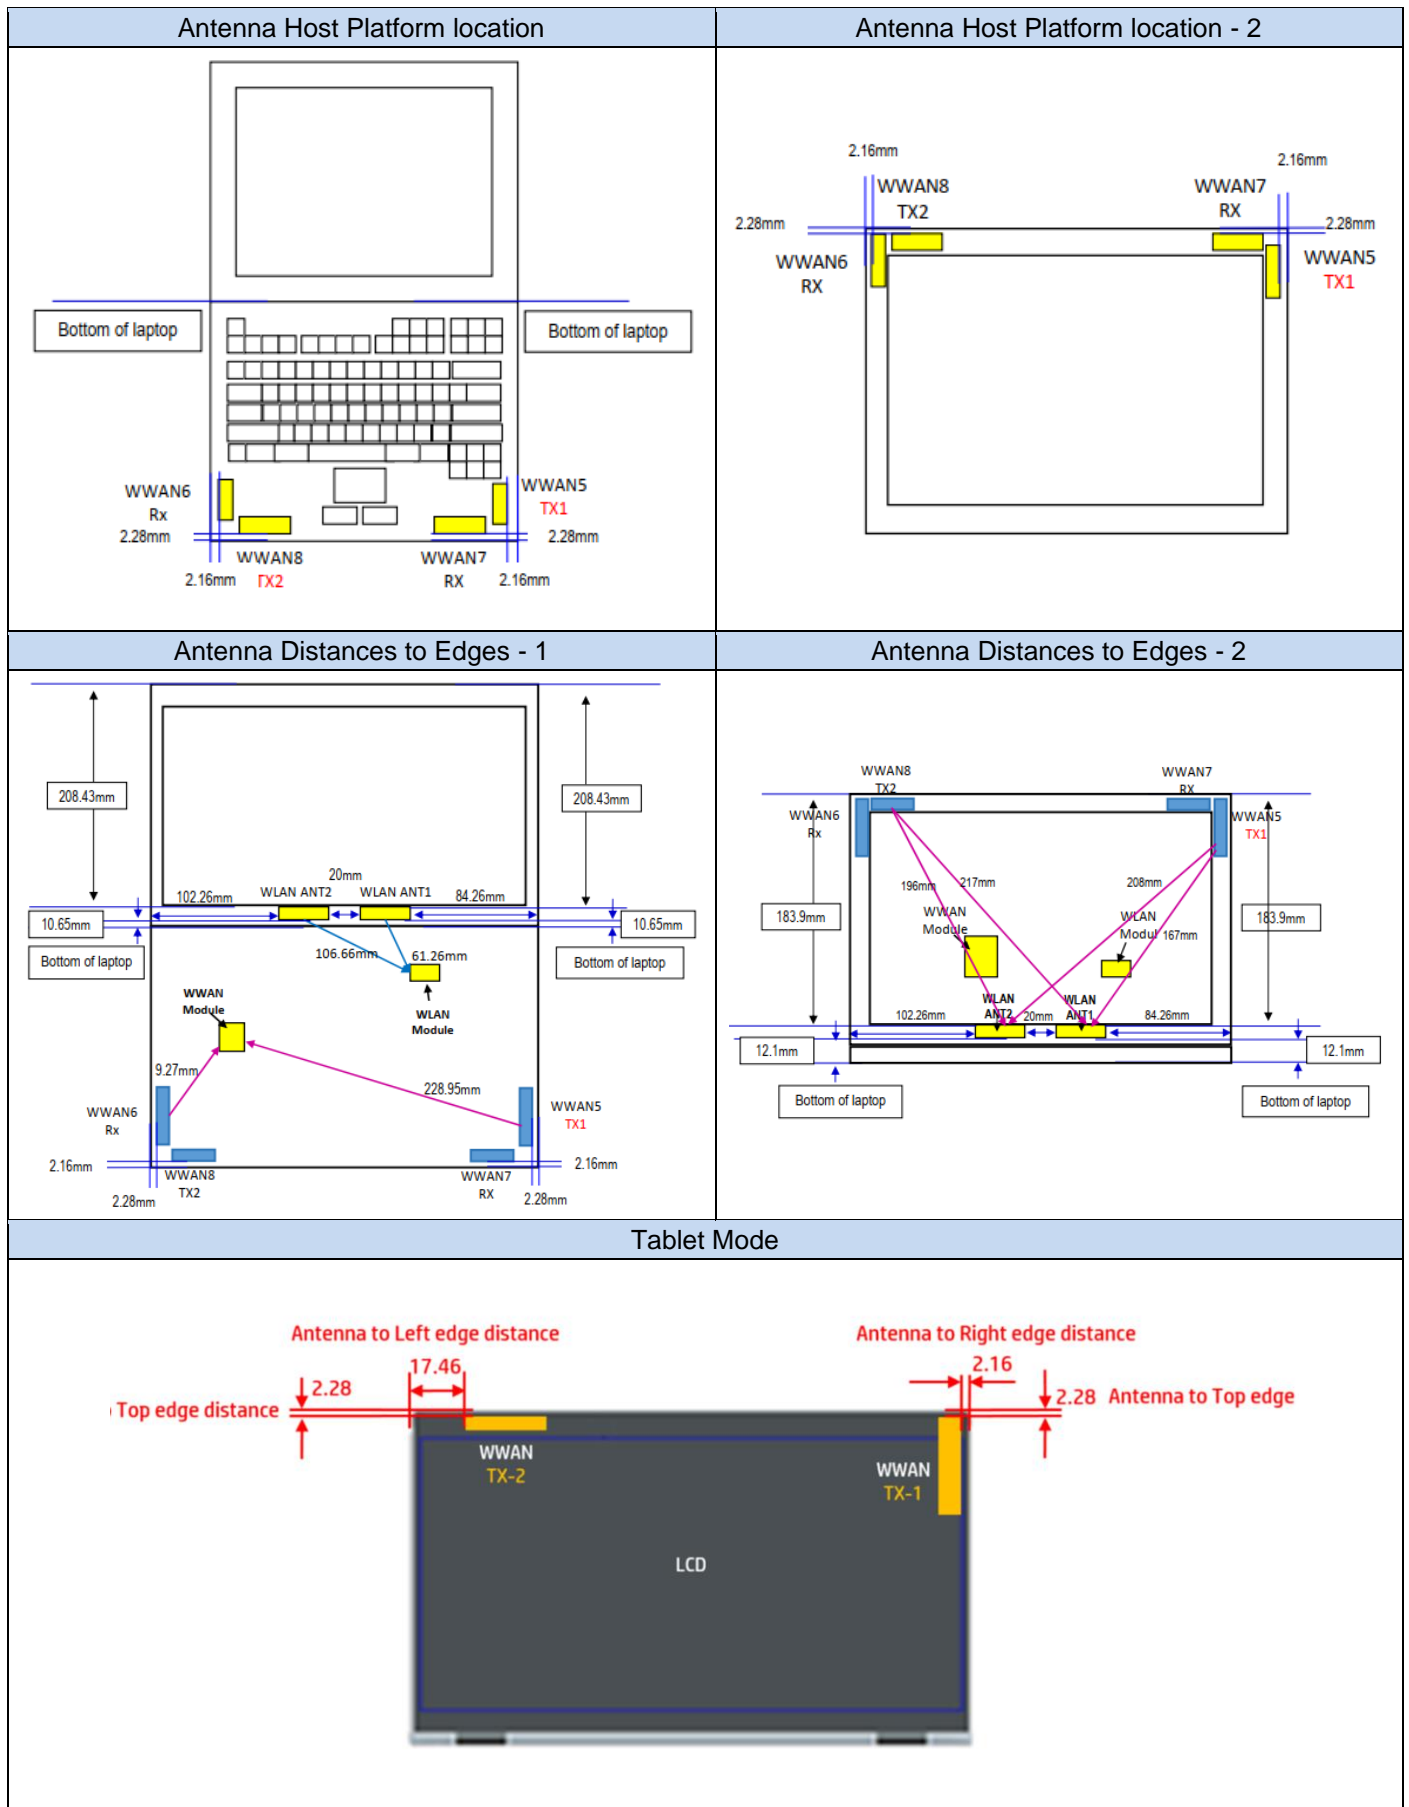 Antenna Host Platform location
Antenna Host Platform location - 2
Bottom of laptop
Bottom of laptop
WWAN6
Rx
2.28mm
WWAN8
TX2
2.16mm
WWAN7
RX
2.16mm
WWAN5
TX1
2.28mm
2.16mm
2.16mm
WWAN8
TX2
WWAN7
RX
2.28mm
2.28mm
WWAN6
RX
WWAN5
TX1
Antenna Distances to Edges - 1
Antenna Distances to Edges - 2
208.43mm
208.43mm
20mm
102.26mm
WLAN ANT2
WLAN ANT1
84.26mm
10.65mm
10.65mm
Bottom of laptop
Bottom of laptop
106.66mm
61.26mm
WLAN
Module
WWAN
Module
9.27mm
228.95mm
WWAN6
Rx
WWAN5
TX1
2.16mm
2.16mm
WWAN8
TX2
WWAN7
RX
2.28mm
2.28mm
WWAN8
TX2
WWAN7
RX
WWAN6
Rx
WWAN5
TX1
196mm
217mm
208mm
183.9mm
183.9mm
WWAN
Module
WLAN
Modul
167mm
WLAN
ANT2
WLAN
ANT1
102.26mm
20mm
84.26mm
12.1mm
12.1mm
Bottom of laptop
Bottom of laptop
Tablet Mode
Antenna to Left edge distance
Antenna to Right edge distance
17.46
2.16
2.28
2.28
Top edge distance
Antenna to Top edge
WWAN
TX-2
WWAN
TX-1
LCD